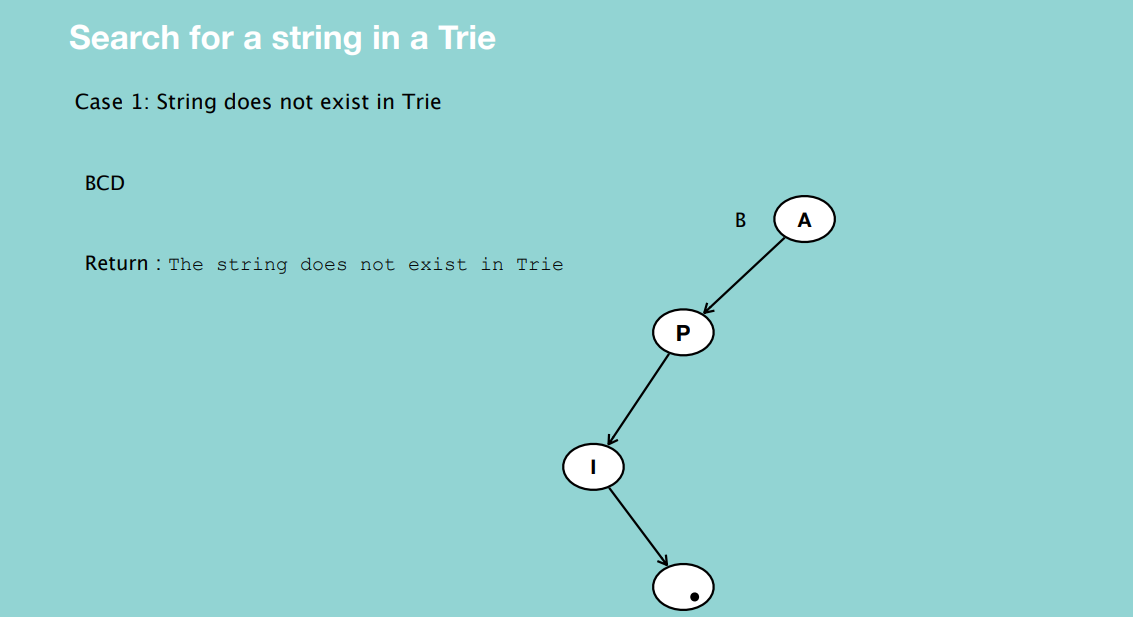 Search for a string in a Trie
Case 1: String does not exist in Trie
BCD
B
A
Return : The string does not exist in Trie
P
I
.